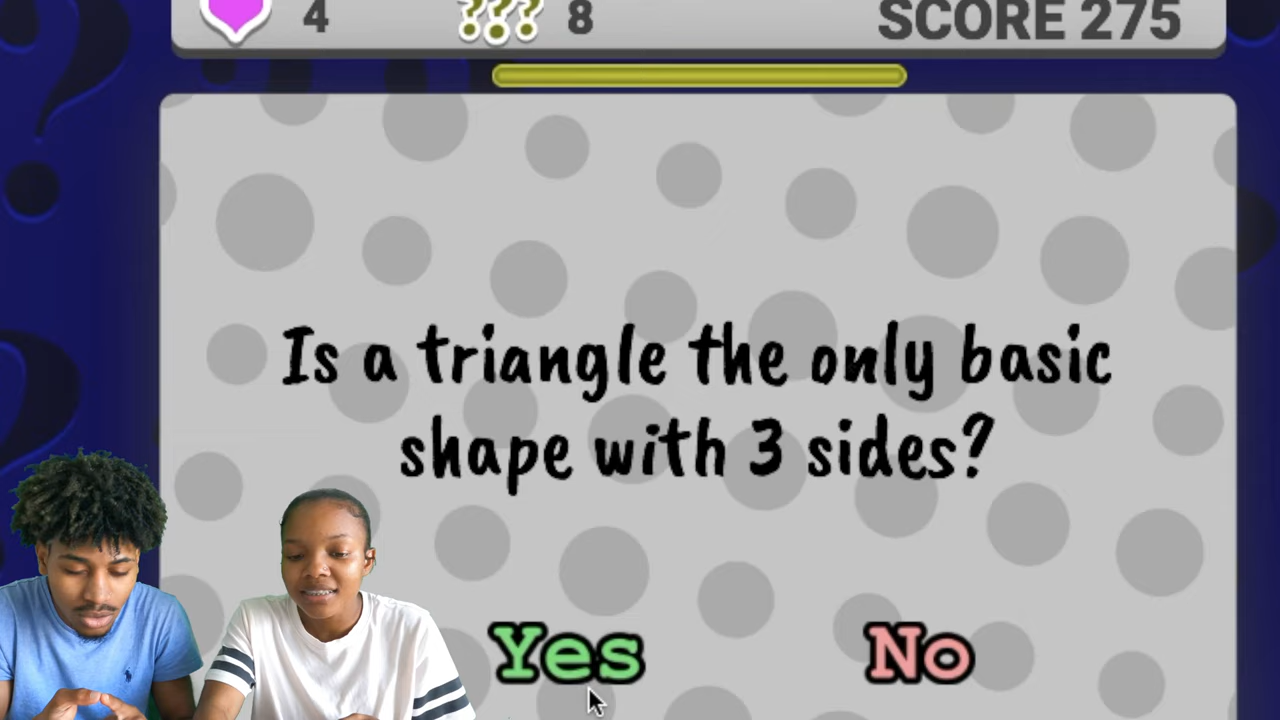 4 ??? 8 SCORE 275
Is a triangle the only basic
shape with 3 sides?
Yes No